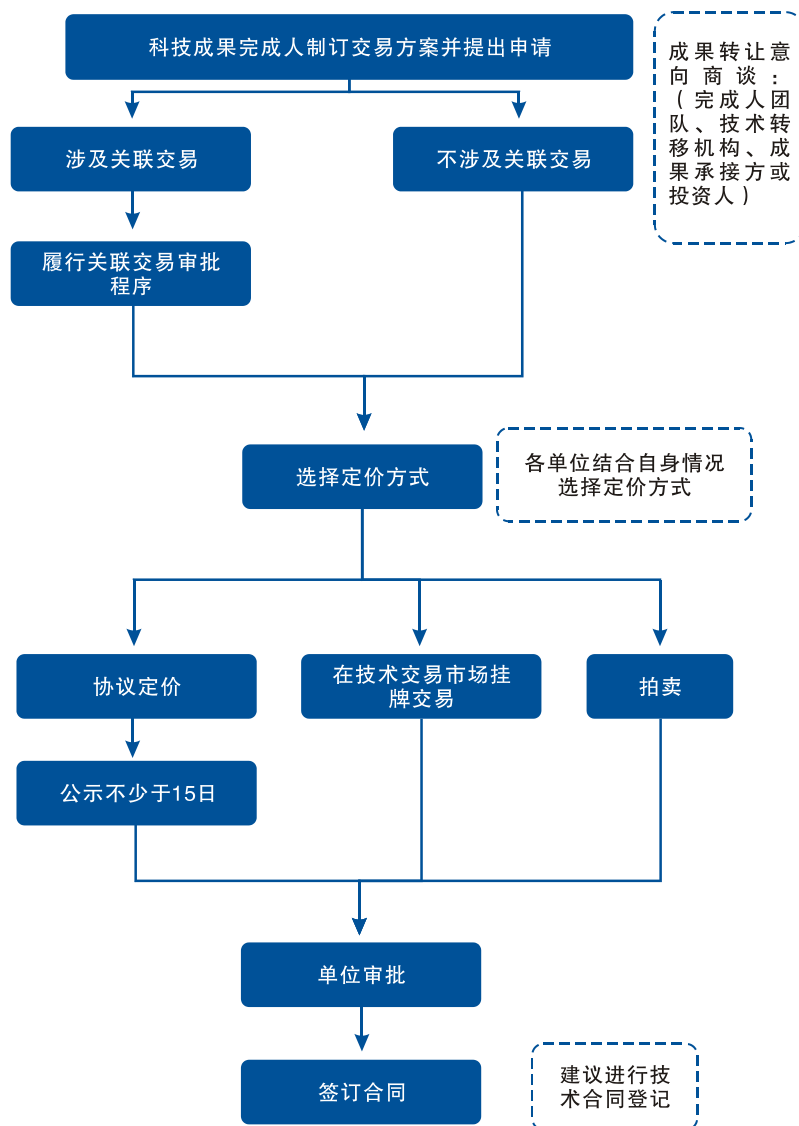 科技成果完成人制订交易方案并提出申请
成果转让意
向商谈：
（完成人团
队、技术转
移机构、成
果承接方或
投资人）
涉及关联交易
不涉及关联交易
履行关联交易审批
程序
选择定价方式
各单位结合自身情况
选择定价方式
协议定价
在技术交易市场挂
牌交易
拍卖
公示不少于15日
单位审批
签订合同
建议进行技
术合同登记